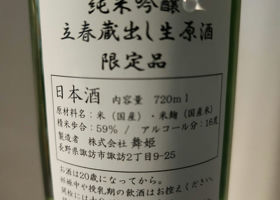 純米吟醸
立春蔵出し生原酒
限定品
日本酒 内容量 720ml
原材料名:米(国産)・米麹(国産米)
精米歩合:59% / アルコール分:16度
製造者 株式会社 舞姫
長野県諏訪市諏訪2丁目9-25
お酒は20歳になってから。
妊娠中や授乳期の飲酒はお控えください。